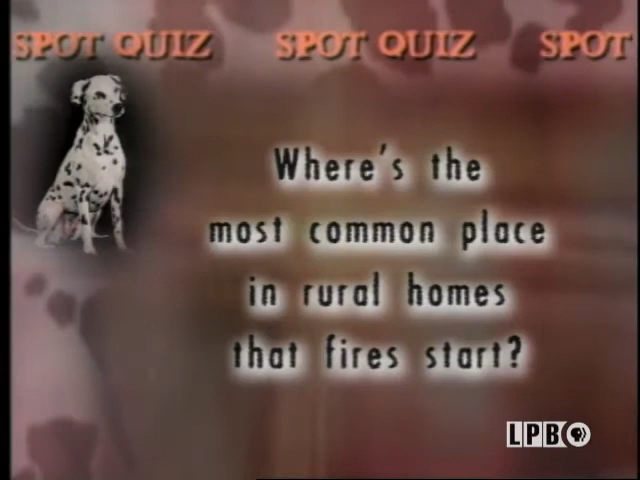 SPOT QUIZ SPOT QUIZ SPOT
Where's the
most common place
in rural homes
that fires start?
LPB